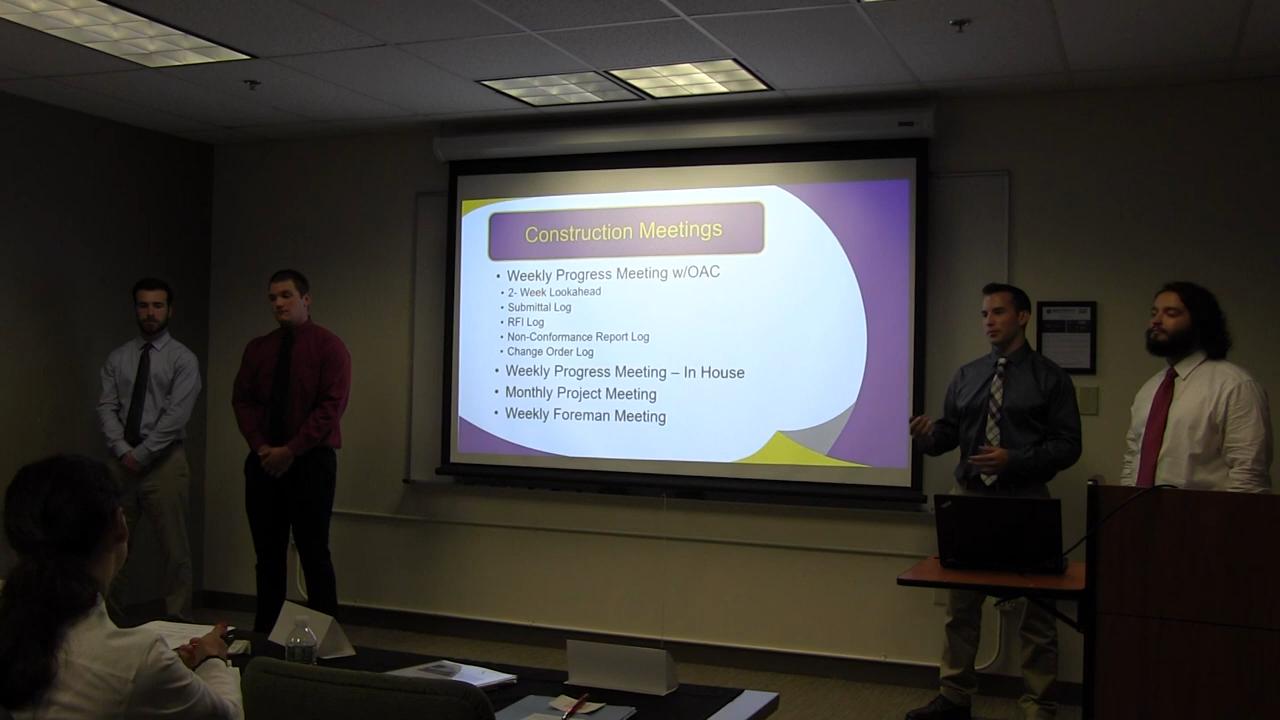 Construction Meetings
• Weekly Progress Meeting w/OAC
• 2- Week Lookahead
• Submittal Log
• RFI Log
• Non-Conformance Report Log
• Change Order Log
• Weekly Progress Meeting – In House
• Monthly Project Meeting
• Weekly Foreman Meeting